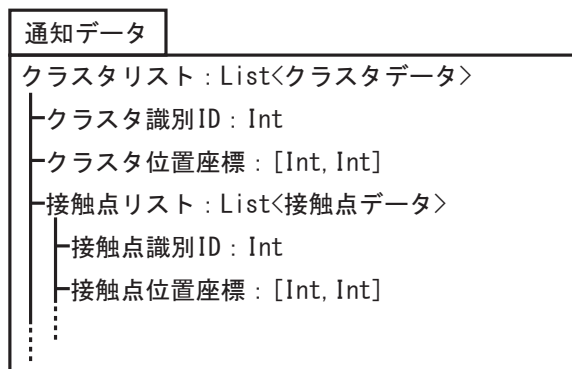 通知データ
クラスタリスト：List<クラスタデータ>
クラスタ識別ID：Int
クラスタ位置座標：[Int,Int]
接触点リスト：List<接触点データ>
接触点識別ID：Int
接触点位置座標：[Int,Int]